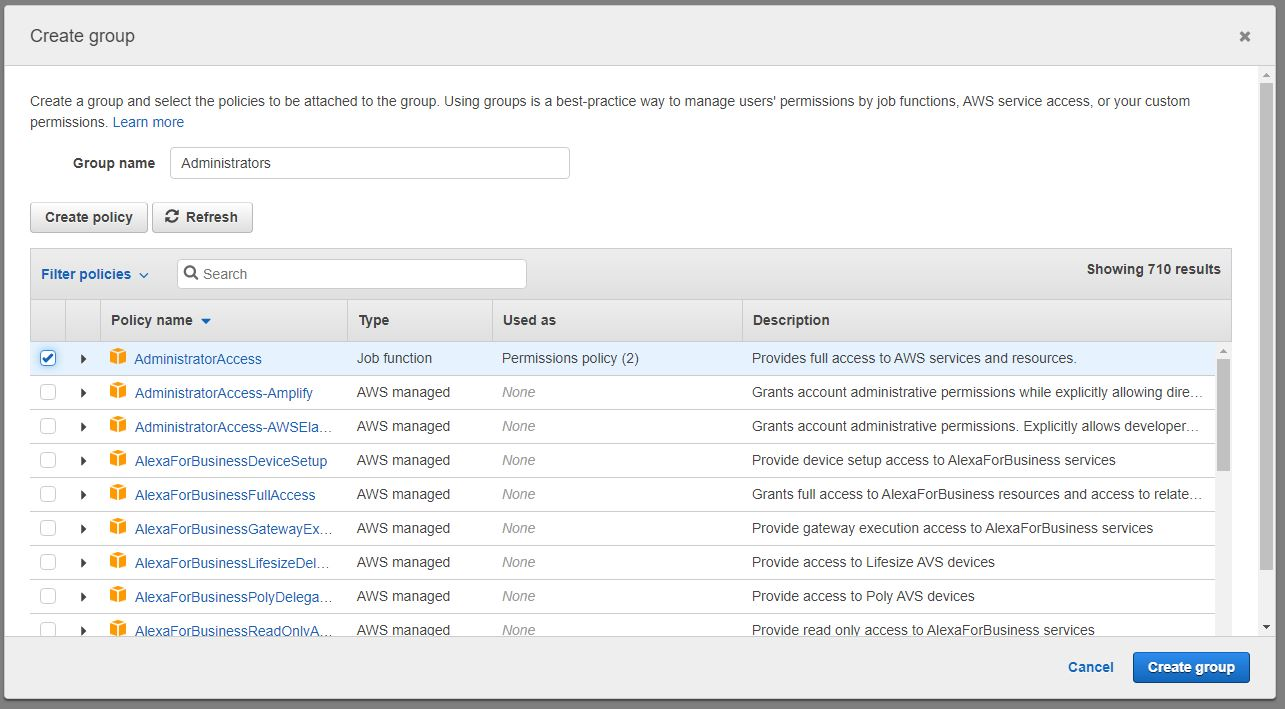 Create group
Create a group and select the policies to be attached to the group. Using groups is a best-practice way to manage users' permissions by job functions, AWS service access, or your custom
permissions. Learn more
Group name Administrators
Create policy Refresh
Filter policies Search Showing 710 results
Policy name Type Used as Description
AdministratorAccess Job function Permissions policy (2) Provides full access to AWS services and resources.
AdministratorAccess-Amplify AWS managed None Grants account administrative permissions while explicitly allowing dire…
AdministratorAccess-AWSEla… AWS managed None Grants account administrative permissions. Explicitly allows developer…
AlexaForBusinessDeviceSetup AWS managed None Provide device setup access to AlexaForBusiness services
AlexaForBusinessFullAccess AWS managed None Grants full access to AlexaForBusiness resources and access to relate…
AlexaForBusinessGatewayEx… AWS managed None Provide gateway execution access to AlexaForBusiness services
AlexaForBusinessLifesizeDel… AWS managed None Provide access to Lifesize AVS devices
AlexaForBusinessPolyDelega… AWS managed None Provide access to Poly AVS devices
AlexaForBusinessReadOnlyA… AWS managed None Provide read only access to AlexaForBusiness services
Cancel Create group